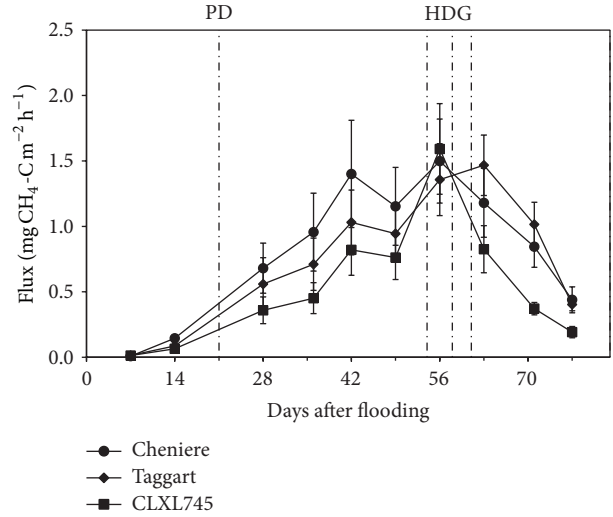 PD HDG
2.5
2.0
1.5
1.0
0.5
0.0
Flux (mg CH₄-C m⁻² h⁻¹)
0 14 28 42 56 70
Days after flooding
Cheniere
Taggart
CLXL745